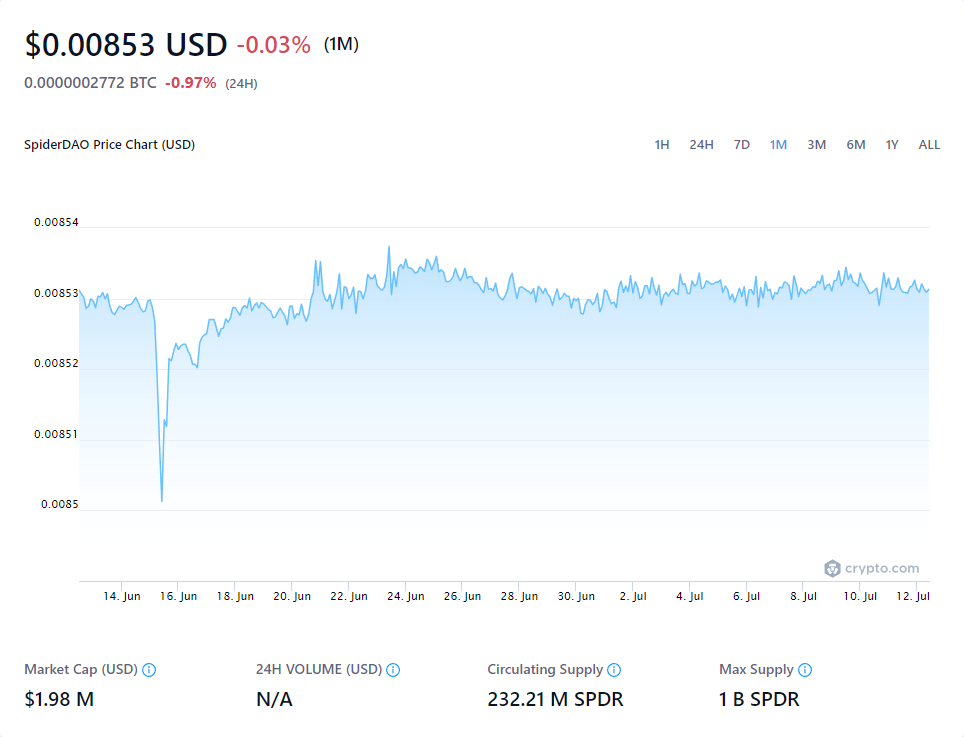 $0.00853 USD -0.03% (1M)
0.0000002772 BTC -0.97% (24H)
SpiderDAO Price Chart (USD) 1H 24H 7D 1M 3M 6M 1Y ALL
0.00854
0.00853
0.00852
0.00851
0.0085
crypto.com
14. Jun 16. Jun 18. Jun 20. Jun 22. Jun 24. Jun 26. Jun 28. Jun 30. Jun 2. Jul 4. Jul 6. Jul 8. Jul 10. Jul 12. Jul
Market Cap (USD) 24H VOLUME (USD) Circulating Supply Max Supply
$1.98 M N/A 232.21 M SPDR 1 B SPDR